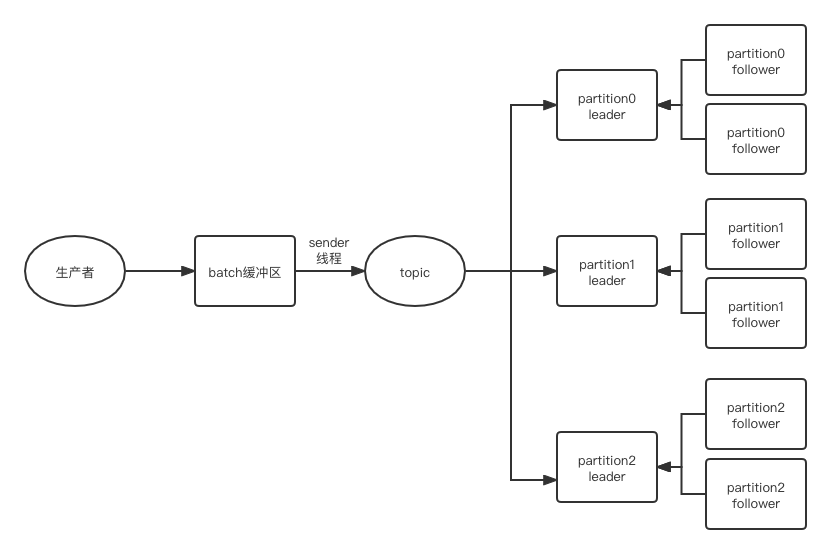 生产者
batch缓冲区
sender
线程
topic
partition0
leader
partition0
follower
partition0
follower
partition1
leader
partition1
follower
partition1
follower
partition2
leader
partition2
follower
partition2
follower